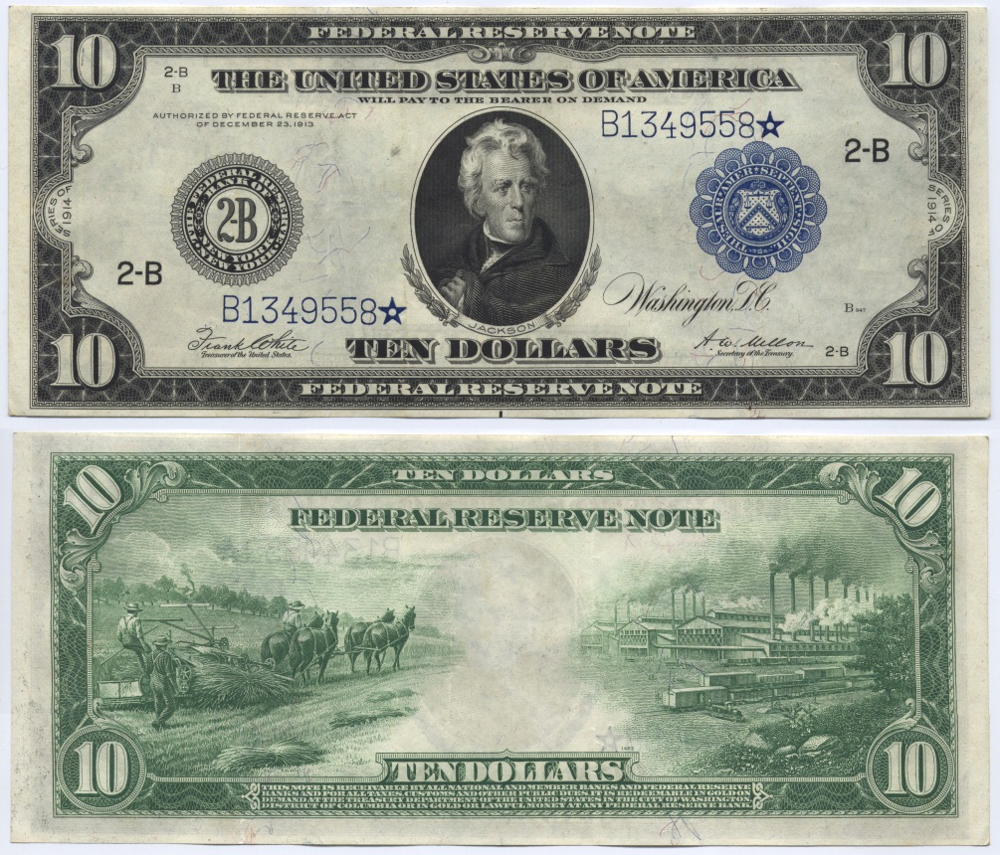 FEDERAL RESERVE NOTE
10 10
2-B
B
THE UNITED STATES OF AMERICA
WILL PAY TO THE BEARER ON DEMAND
AUTHORIZED BY FEDERAL RESERVE ACT
OF DECEMBER 23, 1913
B1349558☆
2-B
SERIES OF 1914
FEDERAL RESERVE
BANK OF
2B
NEW YORK
NEW YORK
THESAUR. AMER. SEPTENT. SIGIL.
SERIES OF 1914
2-B
Washington, D.C.
B1349558☆
JACKSON
Frank White
Treasurer of the United States.
TEN DOLLARS
A. W. Mellon
Secretary of the Treasury.
2-B
10 10
FEDERAL RESERVE NOTE
10 TEN DOLLARS 10
FEDERAL RESERVE NOTE
10 TEN DOLLARS 10
THIS NOTE IS RECEIVABLE BY ALL NATIONAL AND MEMBER BANKS AND FEDERAL RESERVE
BANKS AND FOR ALL TAXES, CUSTOMS AND OTHER PUBLIC DUES. IT IS REDEEMABLE IN GOLD ON
DEMAND AT THE TREASURY DEPARTMENT OF THE UNITED STATES IN THE CITY OF WASHINGTON,
DISTRICT OF COLUMBIA OR IN GOLD OR LAWFUL MONEY AT ANY FEDERAL RESERVE BANK.